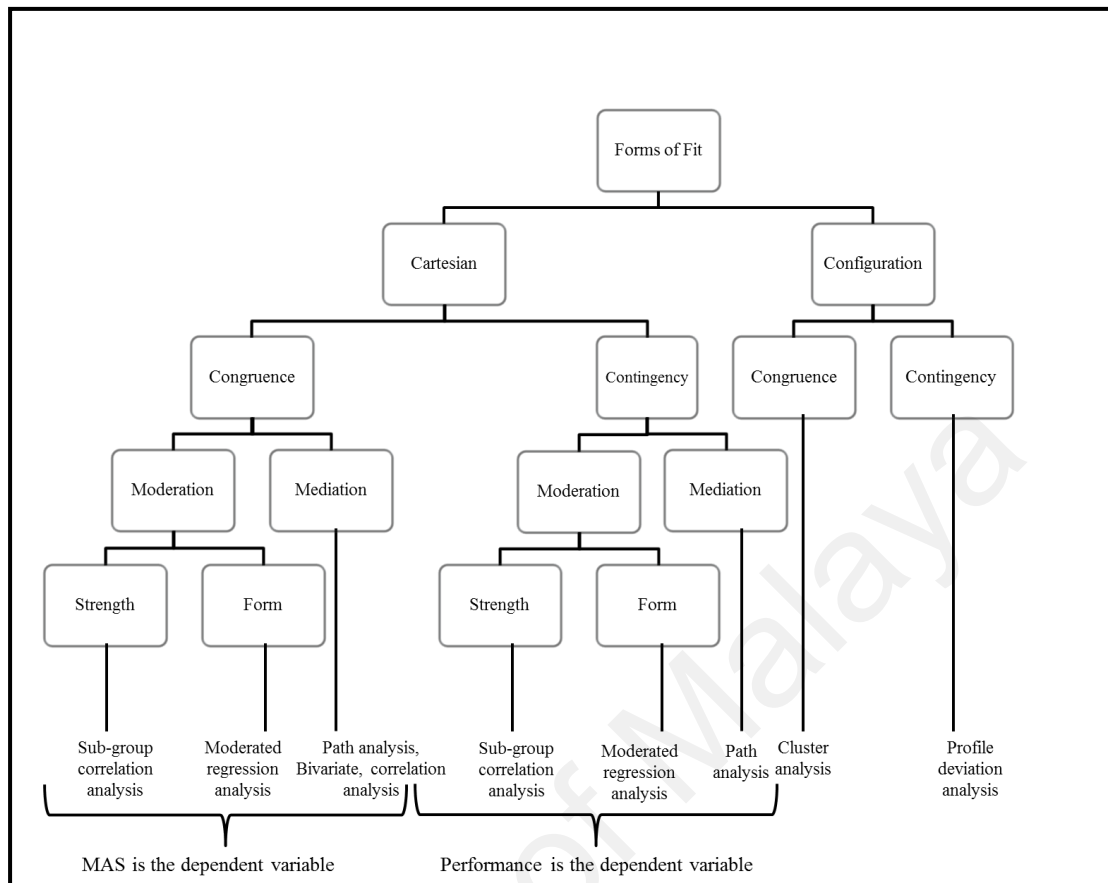 Forms of Fit
Cartesian
Configuration
Congruence
Contingency
Congruence
Contingency
Moderation
Mediation
Moderation
Mediation
Strength
Form
Strength
Form
Sub-group
correlation
analysis
Moderated
regression
analysis
Path analysis,
Bivariate, correlation
analysis
Sub-group
correlation
analysis
Moderated
regression
analysis
Path
analysis
Cluster
analysis
Profile
deviation
analysis
MAS is the dependent variable
Performance is the dependent variable
of Malaya